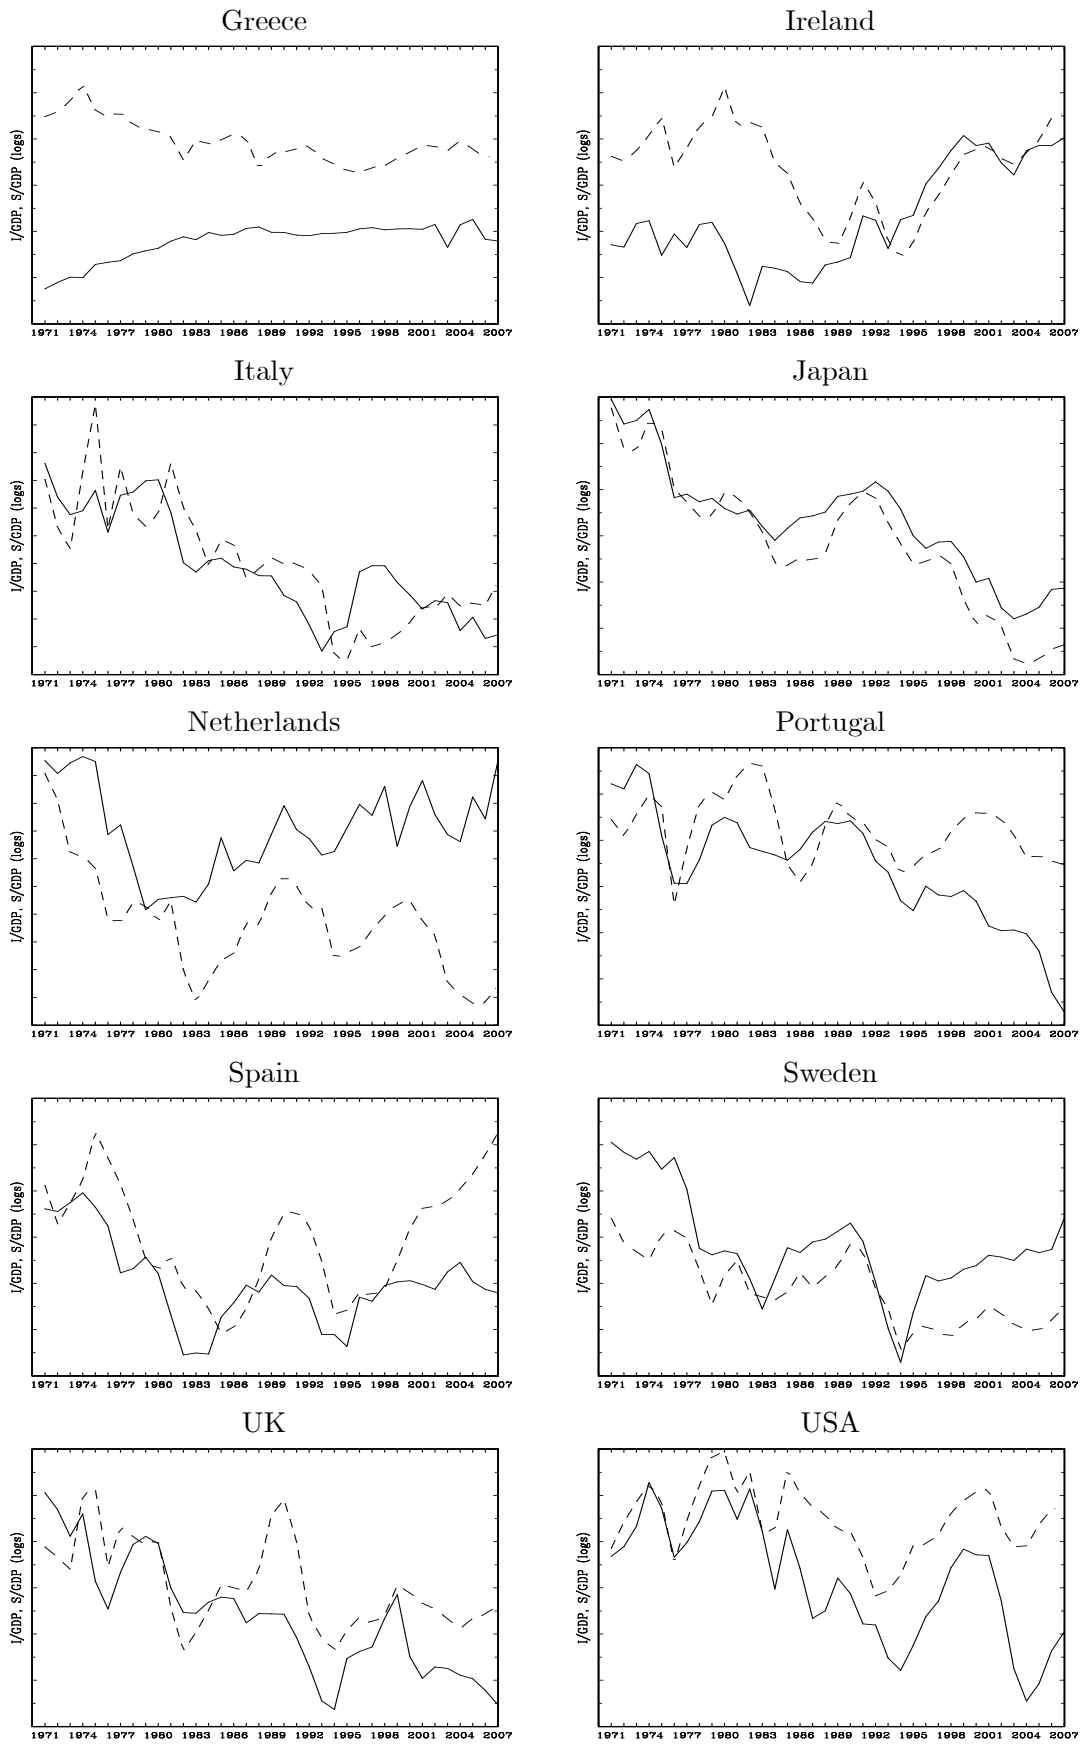 Greece Ireland
I/GDP, S/GDP (logs) I/GDP, S/GDP (logs)
1971 1974 1977 1980 1983 1986 1989 1992 1995 1998 2001 2004 2007 1971 1974 1977 1980 1983 1986 1989 1992 1995 1998 2001 2004 2007
Italy Japan
I/GDP, S/GDP (logs) I/GDP, S/GDP (logs)
1971 1974 1977 1980 1983 1986 1989 1992 1995 1998 2001 2004 2007 1971 1974 1977 1980 1983 1986 1989 1992 1995 1998 2001 2004 2007
Netherlands Portugal
I/GDP, S/GDP (logs) I/GDP, S/GDP (logs)
1971 1974 1977 1980 1983 1986 1989 1992 1995 1998 2001 2004 2007 1971 1974 1977 1980 1983 1986 1989 1992 1995 1998 2001 2004 2007
Spain Sweden
I/GDP, S/GDP (logs) I/GDP, S/GDP (logs)
1971 1974 1977 1980 1983 1986 1989 1992 1995 1998 2001 2004 2007 1971 1974 1977 1980 1983 1986 1989 1992 1995 1998 2001 2004 2007
UK USA
I/GDP, S/GDP (logs) I/GDP, S/GDP (logs)
1971 1974 1977 1980 1983 1986 1989 1992 1995 1998 2001 2004 2007 1971 1974 1977 1980 1983 1986 1989 1992 1995 1998 2001 2004 2007